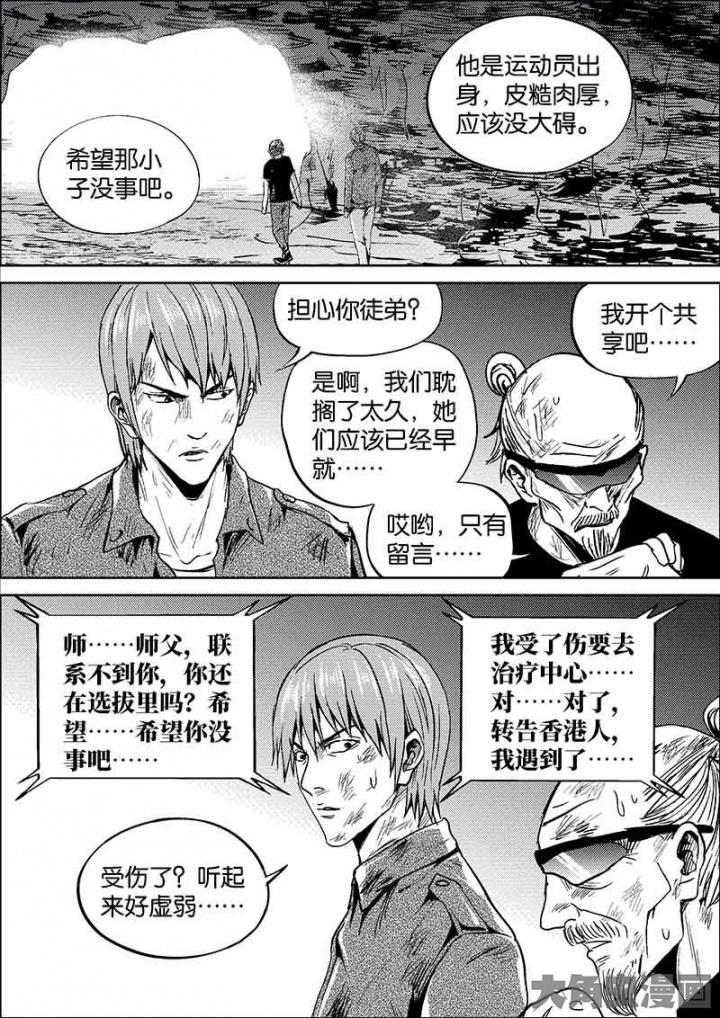 希望那小
子没事吧。
他是运动员出
身，皮糙肉厚，
应该没大碍。
担心你徒弟？
是啊，我们耽
搁了太久，她
们应该已经早
就……
我开个共
享吧……
哎哟，只有
留言……
师……师父，联
系不到你，你还
在选拔里吗？希
望……希望你没
事吧……
我受了伤要去
治疗中心……
对……对了，
转告香港人，
我遇到了……
受伤了？听起
来好虚弱……